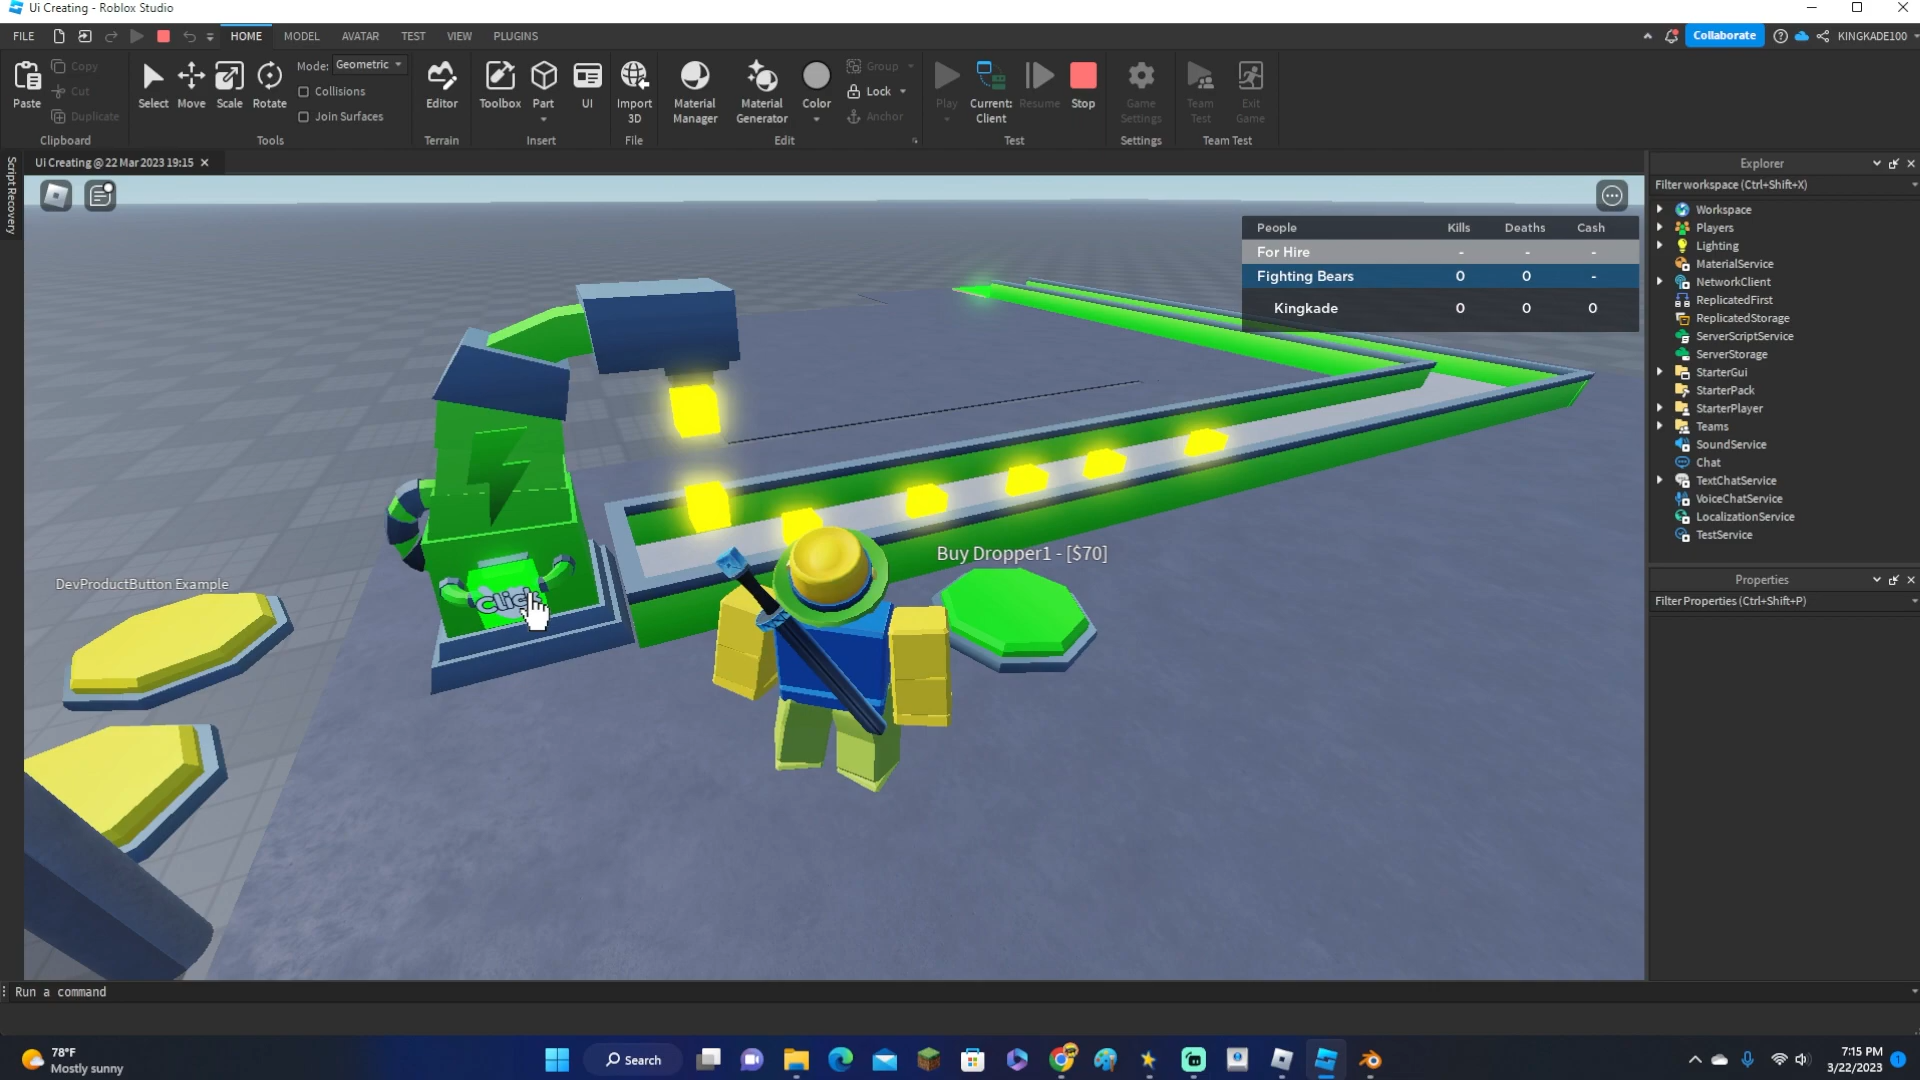 Ui Creating - Roblox Studio
FILE
HOME
MODEL
AVATAR
TEST
VIEW
PLUGINS
Collaborate
KINGKADE100
Paste
Copy
Cut
Duplicate
Clipboard
Select
Move
Scale
Rotate
Mode: Geometric
Collisions
Join Surfaces
Tools
Editor
Terrain
Toolbox
Part
UI
Insert
Import
3D
File
Material
Manager
Material
Generator
Color
Group
Lock
Anchor
Edit
Play
Current:
Client
Resume
Stop
Test
Game
Settings
Settings
Team
Test
Exit
Game
Team Test
Script Recovery
Ui Creating @ 22 Mar 2023 19:15
People Kills Deaths Cash
For Hire - - -
Fighting Bears 0 0 -
Kingkade 0 0 0
DevProductButton Example
Click
Buy Dropper1 - [$70]
Explorer
Filter workspace (Ctrl+Shift+X)
Workspace
Players
Lighting
MaterialService
NetworkClient
ReplicatedFirst
ReplicatedStorage
ServerScriptService
ServerStorage
StarterGui
StarterPack
StarterPlayer
Teams
SoundService
Chat
TextChatService
VoiceChatService
LocalizationService
TestService
Properties
Filter Properties (Ctrl+Shift+P)
Run a command
78°F
Mostly sunny
Search
7:15 PM
3/22/2023
1